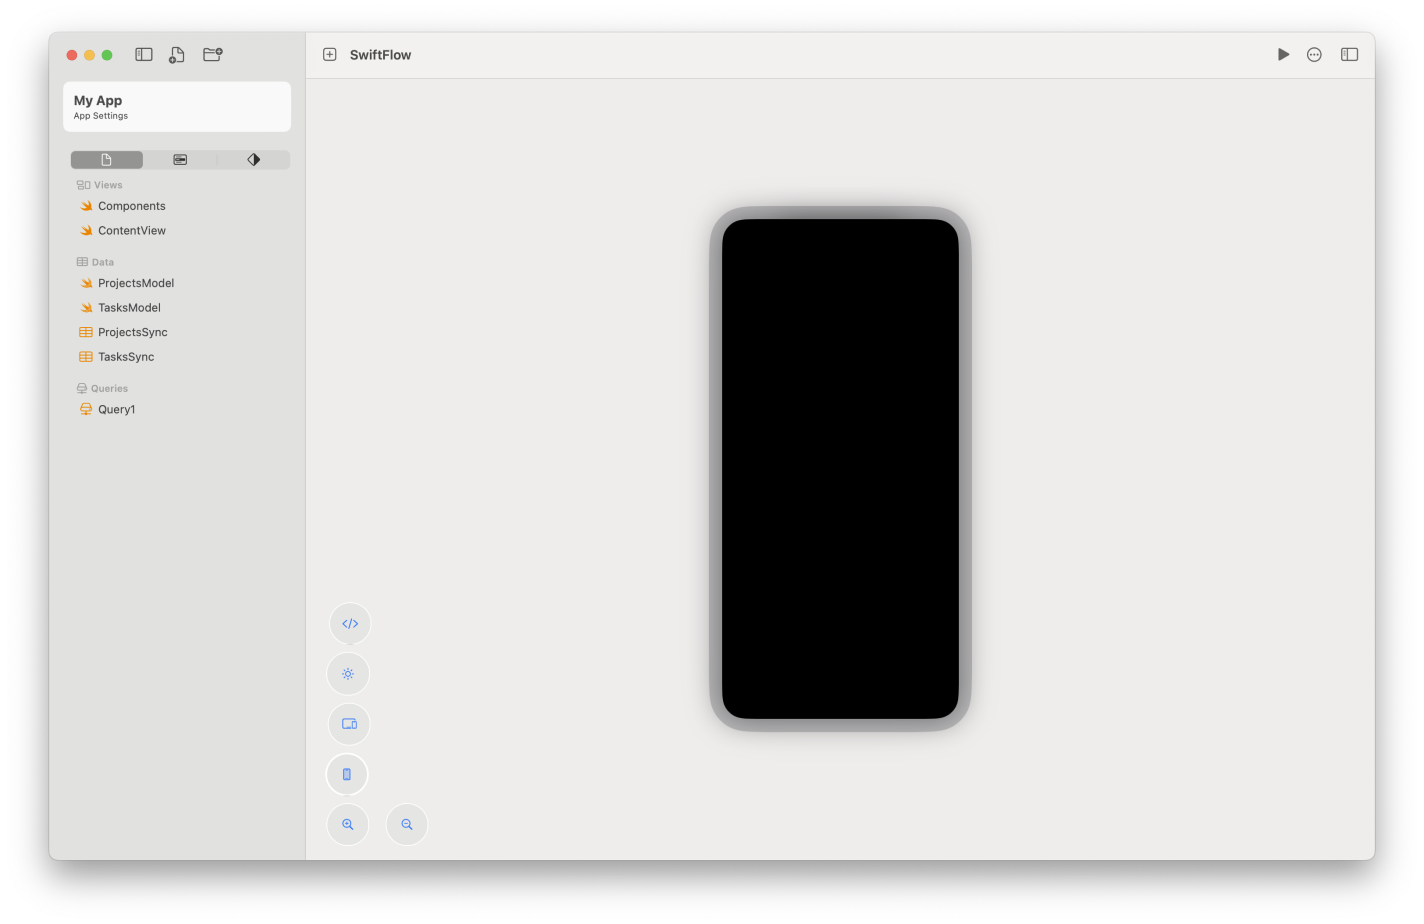 SwiftFlow
My App
App Settings
Views
Components
ContentView
Data
ProjectsModel
TasksModel
ProjectsSync
TasksSync
Queries
Query1